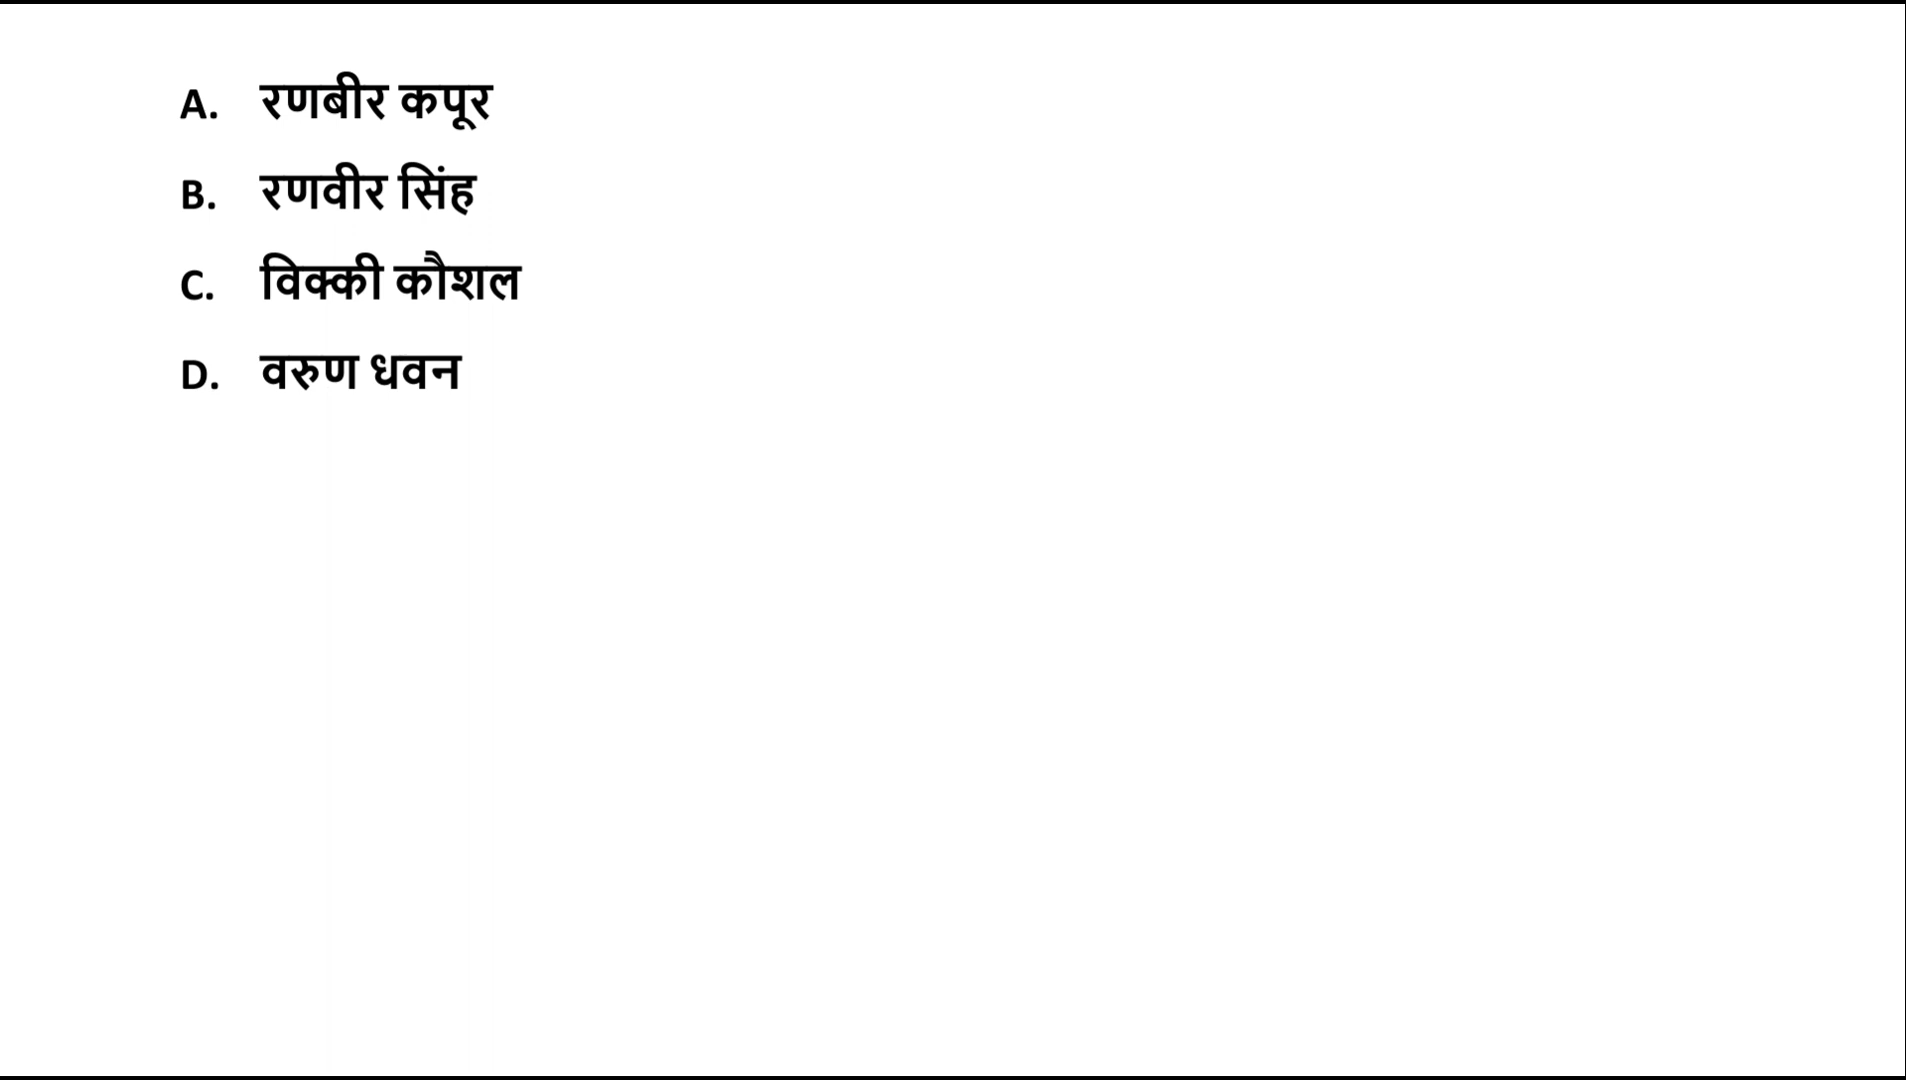 A. रणबीर कपूर
B. रणवीर सिंह
C. विक्की कौशल
D. वरुण धवन